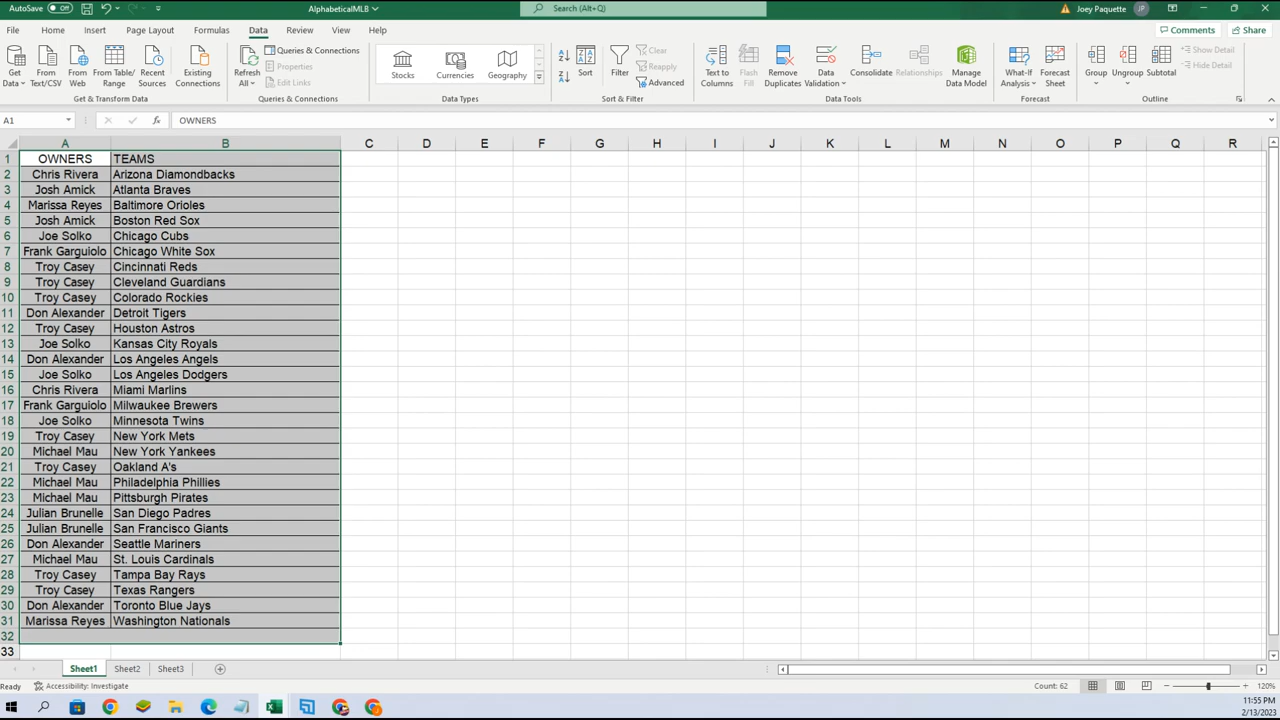 AutoSave Off AlphabeticalMLB Search (Alt+Q) Joey Paquette JP
File Home Insert Page Layout Formulas Data Review View Help Comments Share
Get Data From Text/CSV From Web From Table/Range Recent Sources Existing Connections
Get & Transform Data
Refresh All Queries & Connections Properties Edit Links
Queries & Connections
Stocks Currencies Geography
Data Types
Sort Filter Clear Reapply Advanced
Sort & Filter
Text to Columns Flash Fill Remove Duplicates Data Validation Consolidate Relationships Manage Data Model
Data Tools
What-If Analysis Forecast Sheet
Forecast
Group Ungroup Subtotal Show Detail Hide Detail
Outline
A1 fx OWNERS
A B C D E F G H I J K L M N O P Q R
1 OWNERS TEAMS
2 Chris Rivera Arizona Diamondbacks
3 Josh Amick Atlanta Braves
4 Marissa Reyes Baltimore Orioles
5 Josh Amick Boston Red Sox
6 Joe Solko Chicago Cubs
7 Frank Garguiolo Chicago White Sox
8 Troy Casey Cincinnati Reds
9 Troy Casey Cleveland Guardians
10 Troy Casey Colorado Rockies
11 Don Alexander Detroit Tigers
12 Troy Casey Houston Astros
13 Joe Solko Kansas City Royals
14 Don Alexander Los Angeles Angels
15 Joe Solko Los Angeles Dodgers
16 Chris Rivera Miami Marlins
17 Frank Garguiolo Milwaukee Brewers
18 Joe Solko Minnesota Twins
19 Troy Casey New York Mets
20 Michael Mau New York Yankees
21 Troy Casey Oakland A's
22 Michael Mau Philadelphia Phillies
23 Michael Mau Pittsburgh Pirates
24 Julian Brunelle San Diego Padres
25 Julian Brunelle San Francisco Giants
26 Don Alexander Seattle Mariners
27 Michael Mau St. Louis Cardinals
28 Troy Casey Tampa Bay Rays
29 Troy Casey Texas Rangers
30 Don Alexander Toronto Blue Jays
31 Marissa Reyes Washington Nationals
32
33
Sheet1 Sheet2 Sheet3
Ready Accessibility: Investigate Count: 62 120%
11:55 PM
2/13/2023